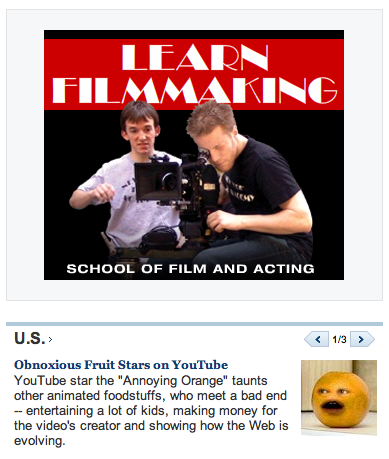 LEARN
FILMMAKING
SCHOOL OF FILM AND ACTING
U.S. ›
1/3
Obnoxious Fruit Stars on YouTube
YouTube star the "Annoying Orange" taunts
other animated foodstuffs, who meet a bad end
-- entertaining a lot of kids, making money for
the video's creator and showing how the Web is
evolving.